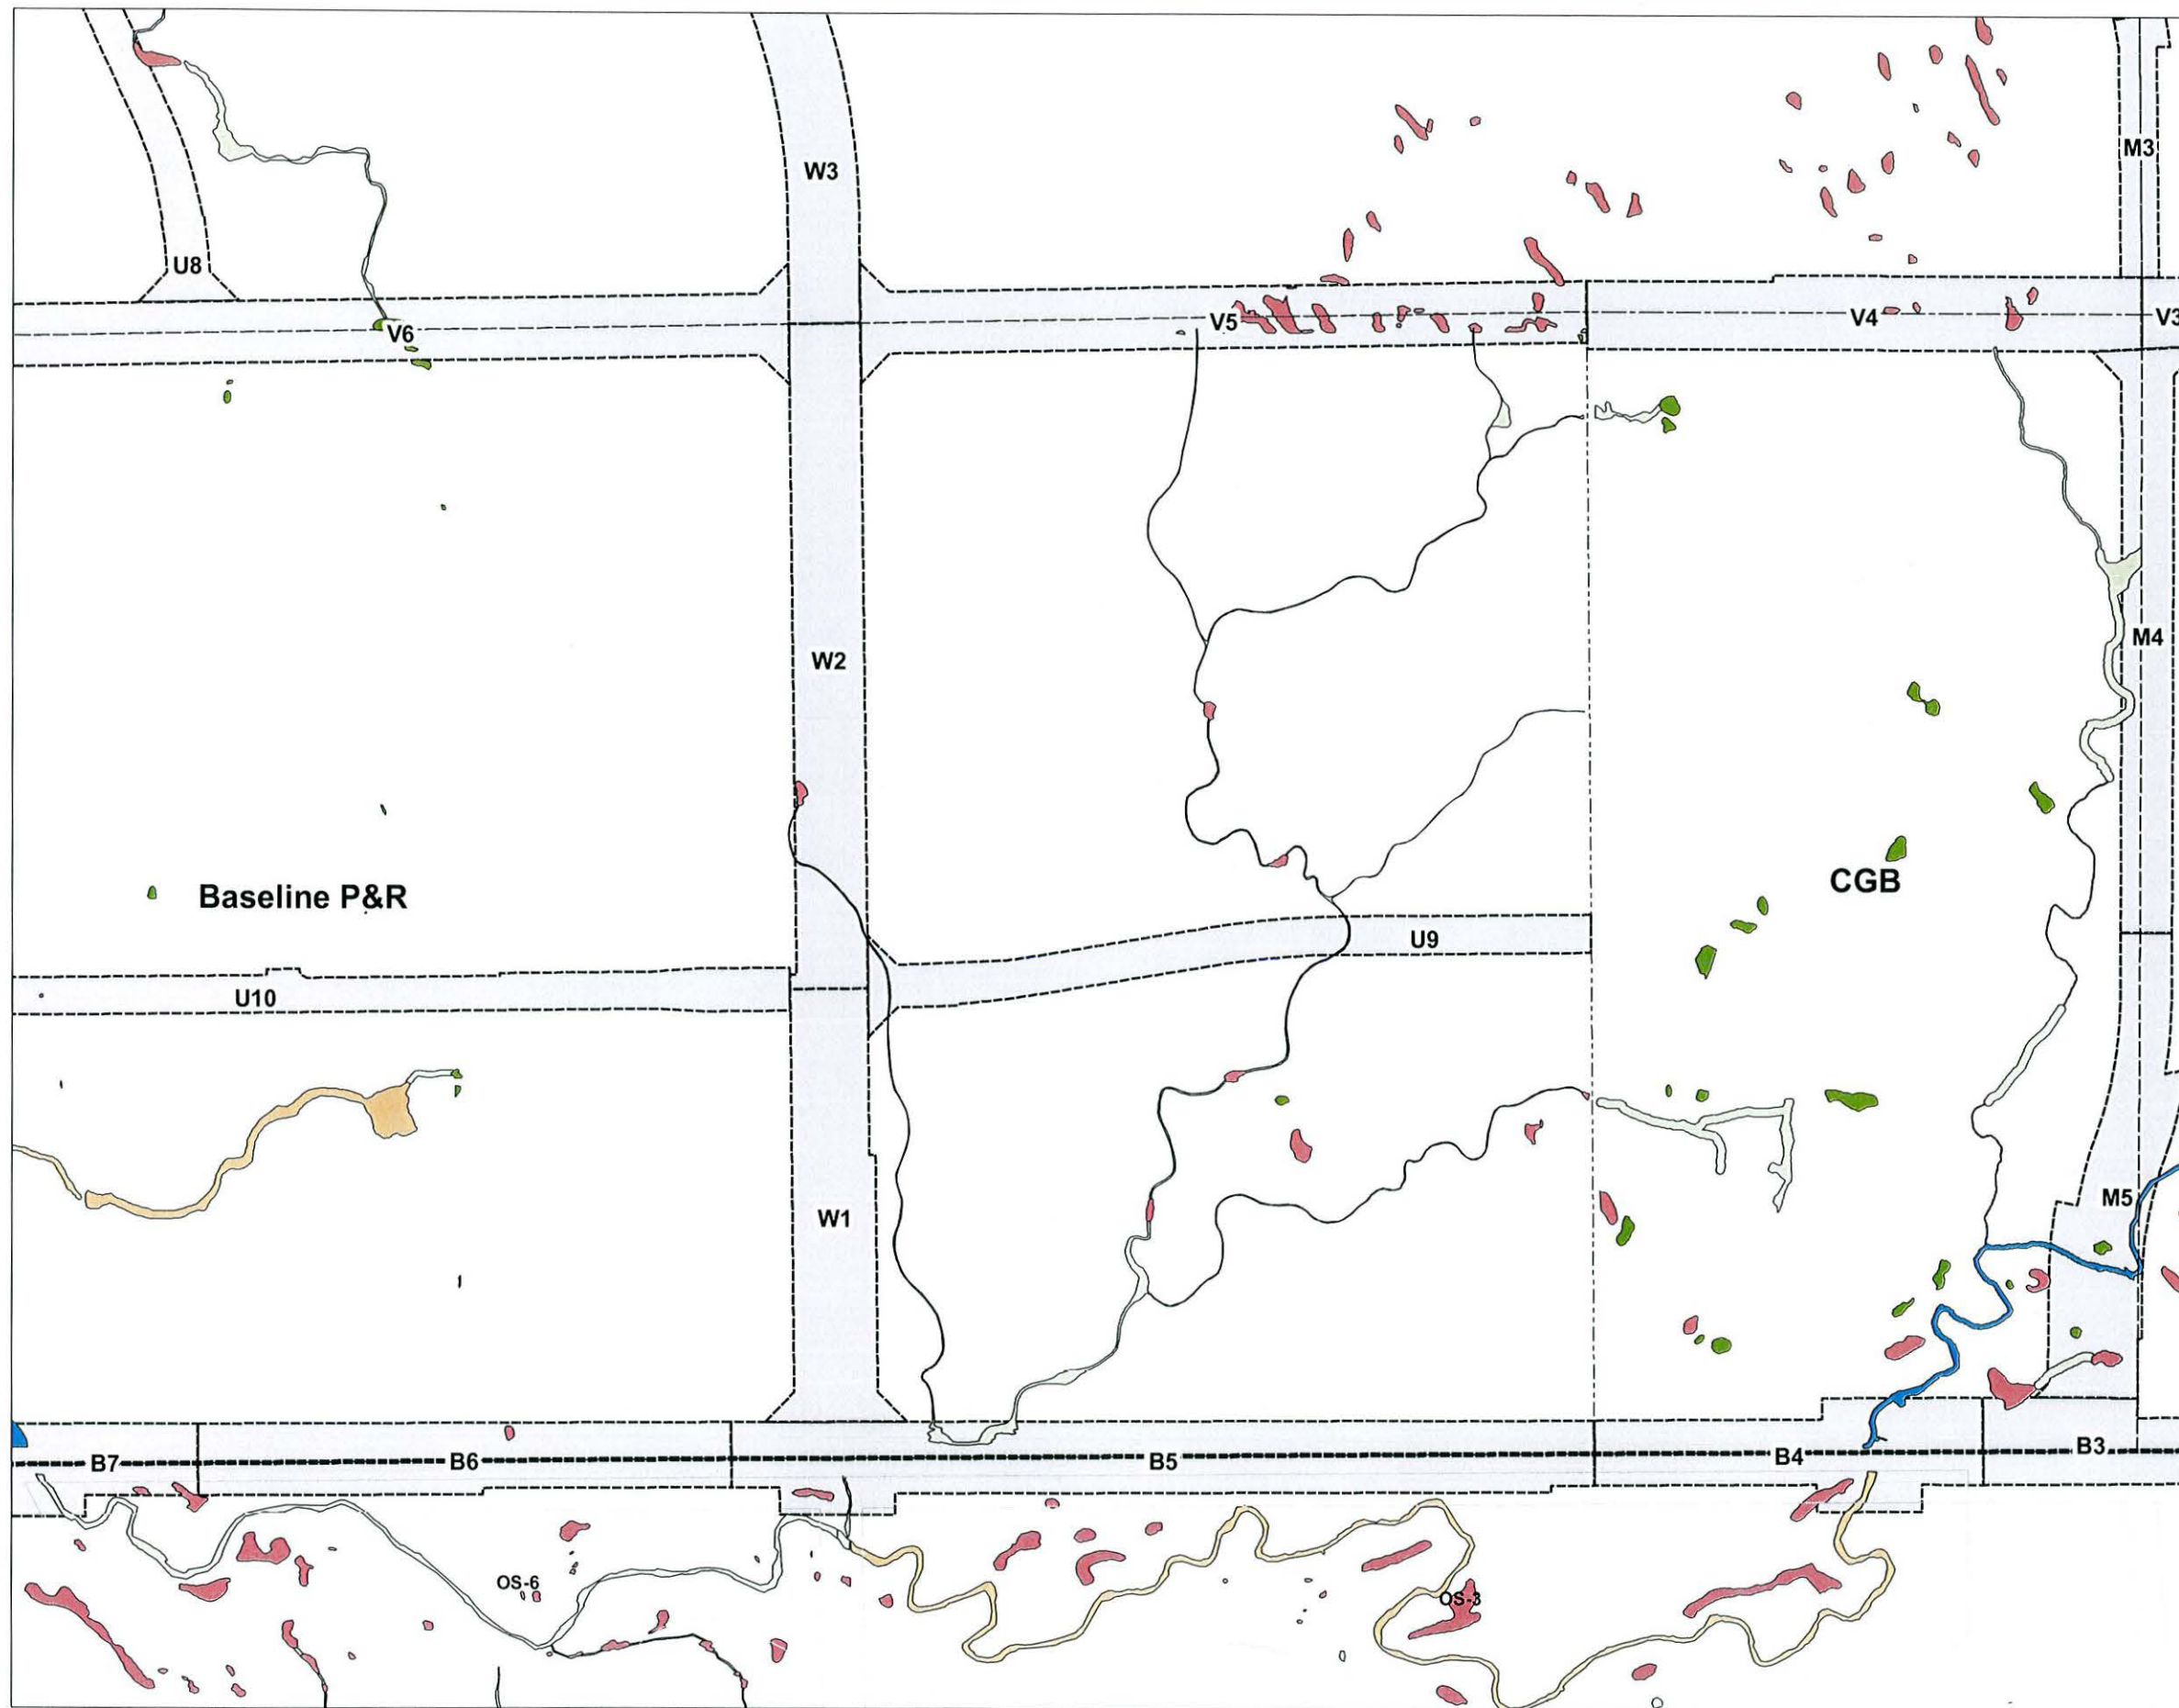 W3
M3
U8
V6
V5
V4
V3
W2
M4
Baseline P&R
CGB
U9
U10
W1
M5
B7
B6
B5
B4
B3
OS-6
OS-3